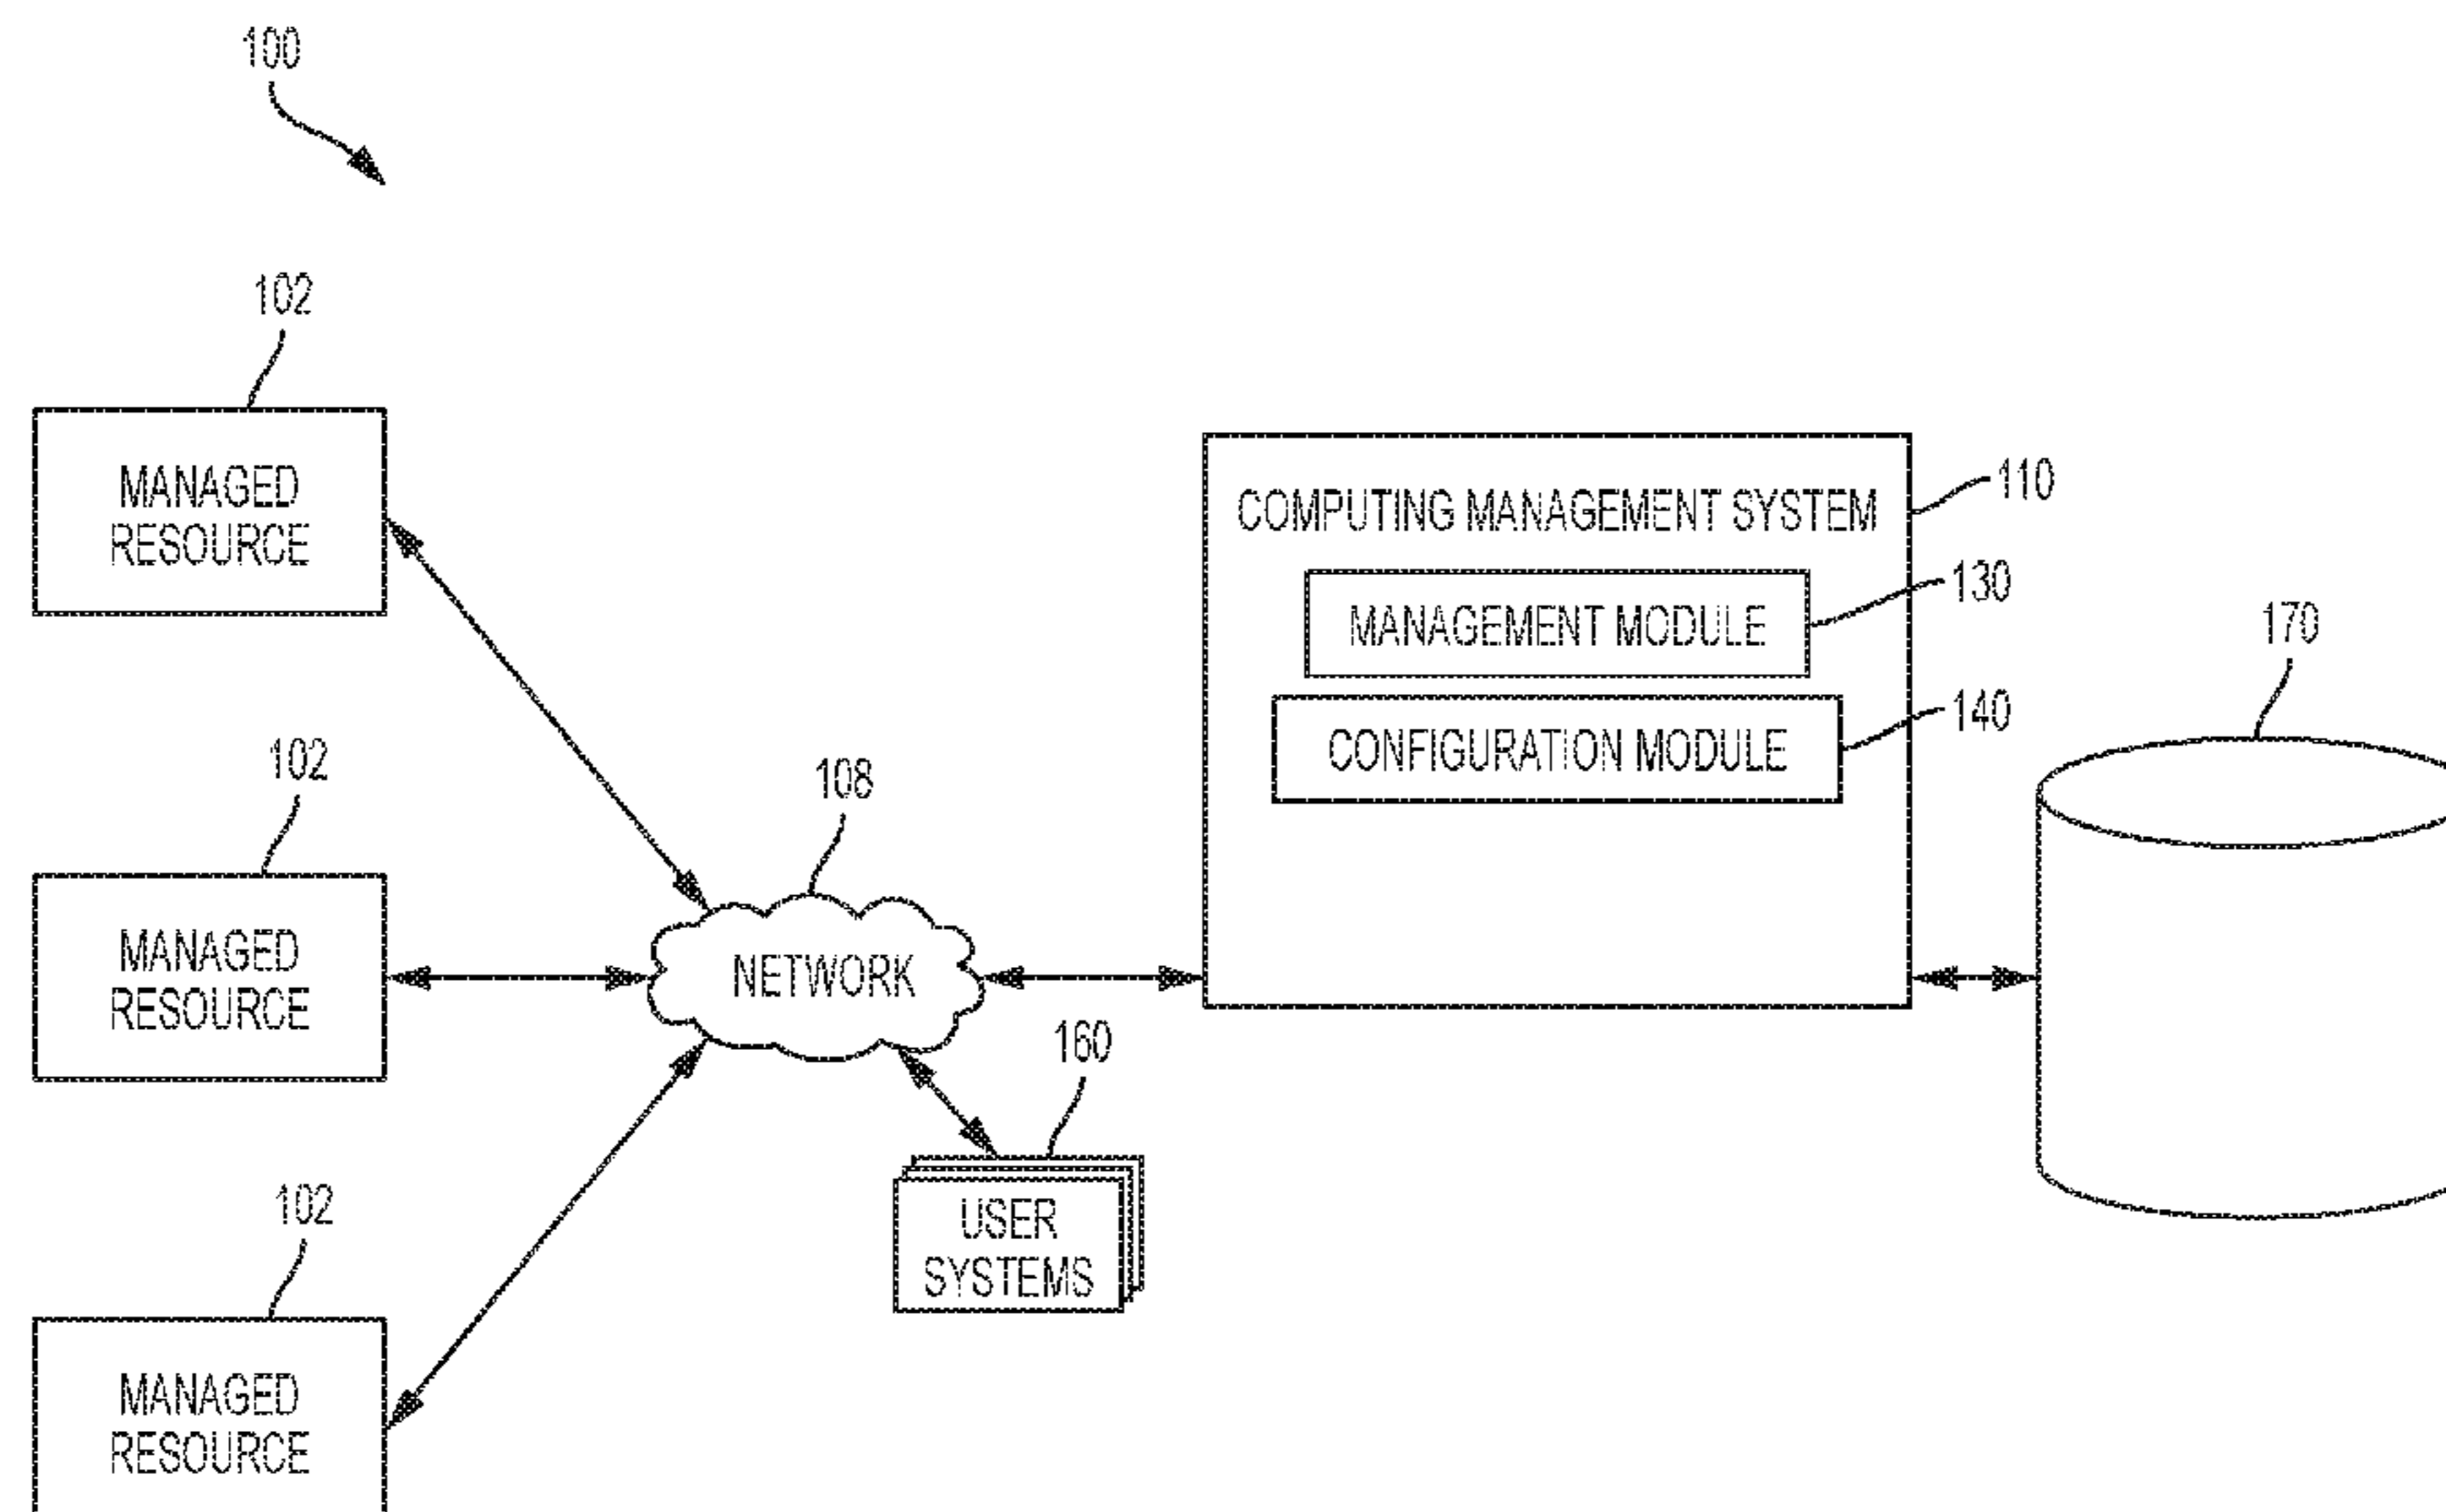 100
102
MANAGED
RESOURCE
COMPUTING MANAGEMENT SYSTEM
110
MANAGEMENT MODULE
130
CONFIGURATION MODULE
140
170
102
MANAGED
RESOURCE
108
NETWORK
160
USER
SYSTEMS
102
MANAGED
RESOURCE